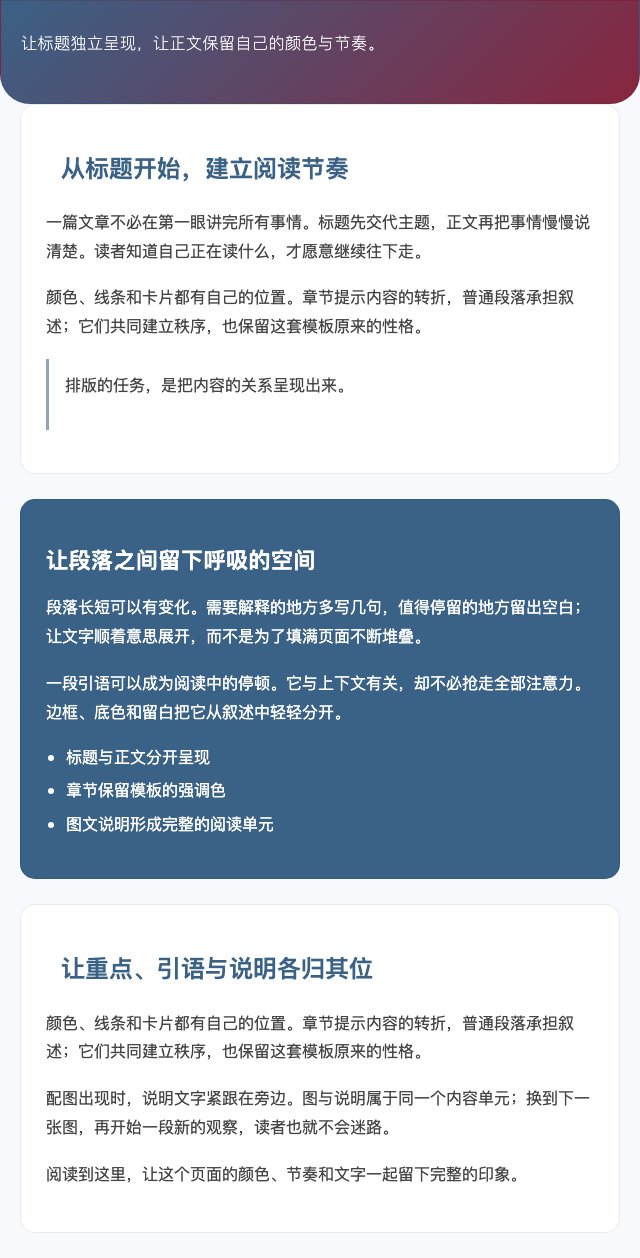 让标题独立呈现，让正文保留自己的颜色与节奏。
从标题开始，建立阅读节奏
一篇文章不必在第一眼讲完所有事情。标题先交代主题，正文再把事情慢慢说
清楚。读者知道自己正在读什么，才愿意继续往下走。
颜色、线条和卡片都有自己的位置。章节提示内容的转折，普通段落承担叙
述；它们共同建立秩序，也保留这套模板原来的性格。
排版的任务，是把内容的关系呈现出来。
让段落之间留下呼吸的空间
段落长短可以有变化。需要解释的地方多写几句，值得停留的地方留出空白；
让文字顺着意思展开，而不是为了填满页面不断堆叠。
一段引语可以成为阅读中的停顿。它与上下文有关，却不必抢走全部注意力。
边框、底色和留白把它从叙述中轻轻分开。
• 标题与正文分开呈现
• 章节保留模板的强调色
• 图文说明形成完整的阅读单元
让重点、引语与说明各归其位
颜色、线条和卡片都有自己的位置。章节提示内容的转折，普通段落承担叙
述；它们共同建立秩序，也保留这套模板原来的性格。
配图出现时，说明文字紧跟在旁边。图与说明属于同一个内容单元；换到下一
张图，再开始一段新的观察，读者也就不会迷路。
阅读到这里，让这个页面的颜色、节奏和文字一起留下完整的印象。